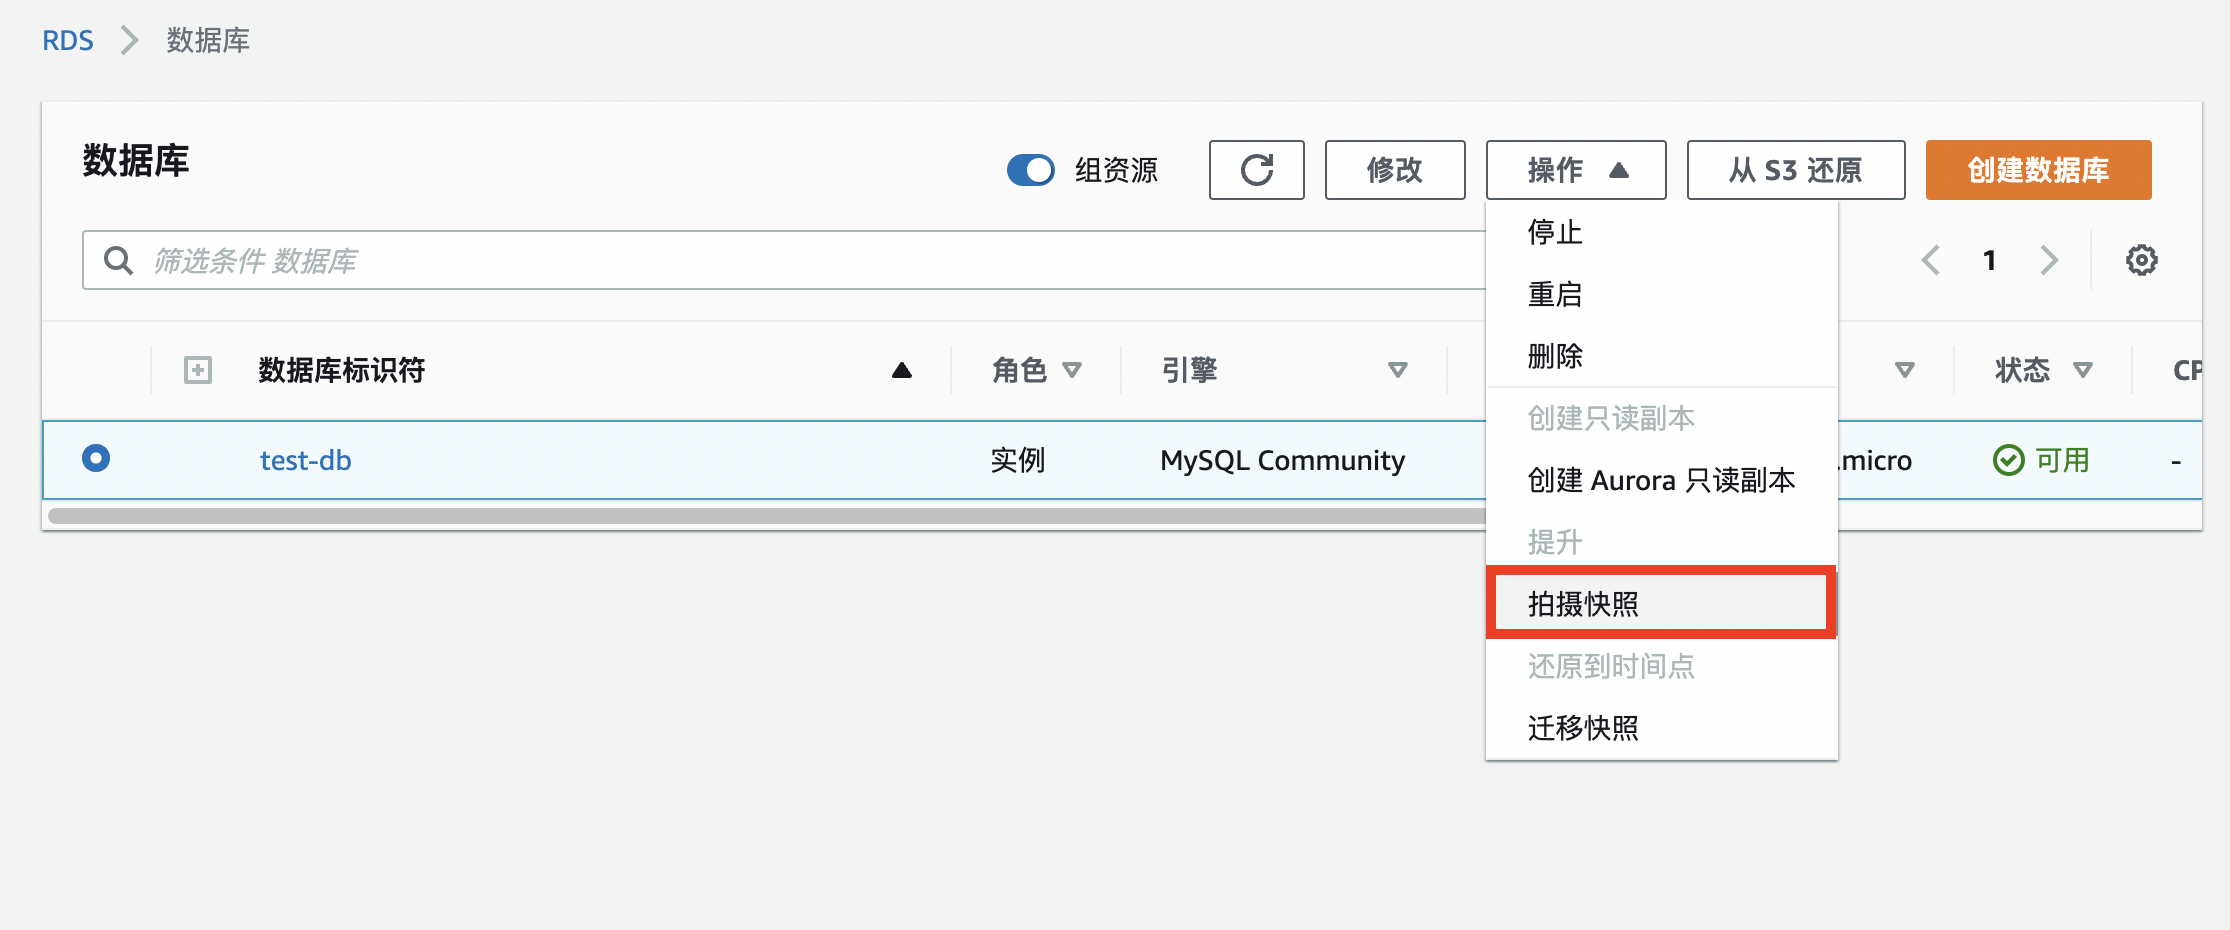 RDS 数据库
数据库
组资源 修改 操作 从 S3 还原 创建数据库
筛选条件 数据库
1
停止
重启
删除
创建只读副本
创建 Aurora 只读副本
提升
拍摄快照
还原到时间点
迁移快照
数据库标识符 角色 引擎 状态 CP
test-db 实例 MySQL Community .micro 可用 -